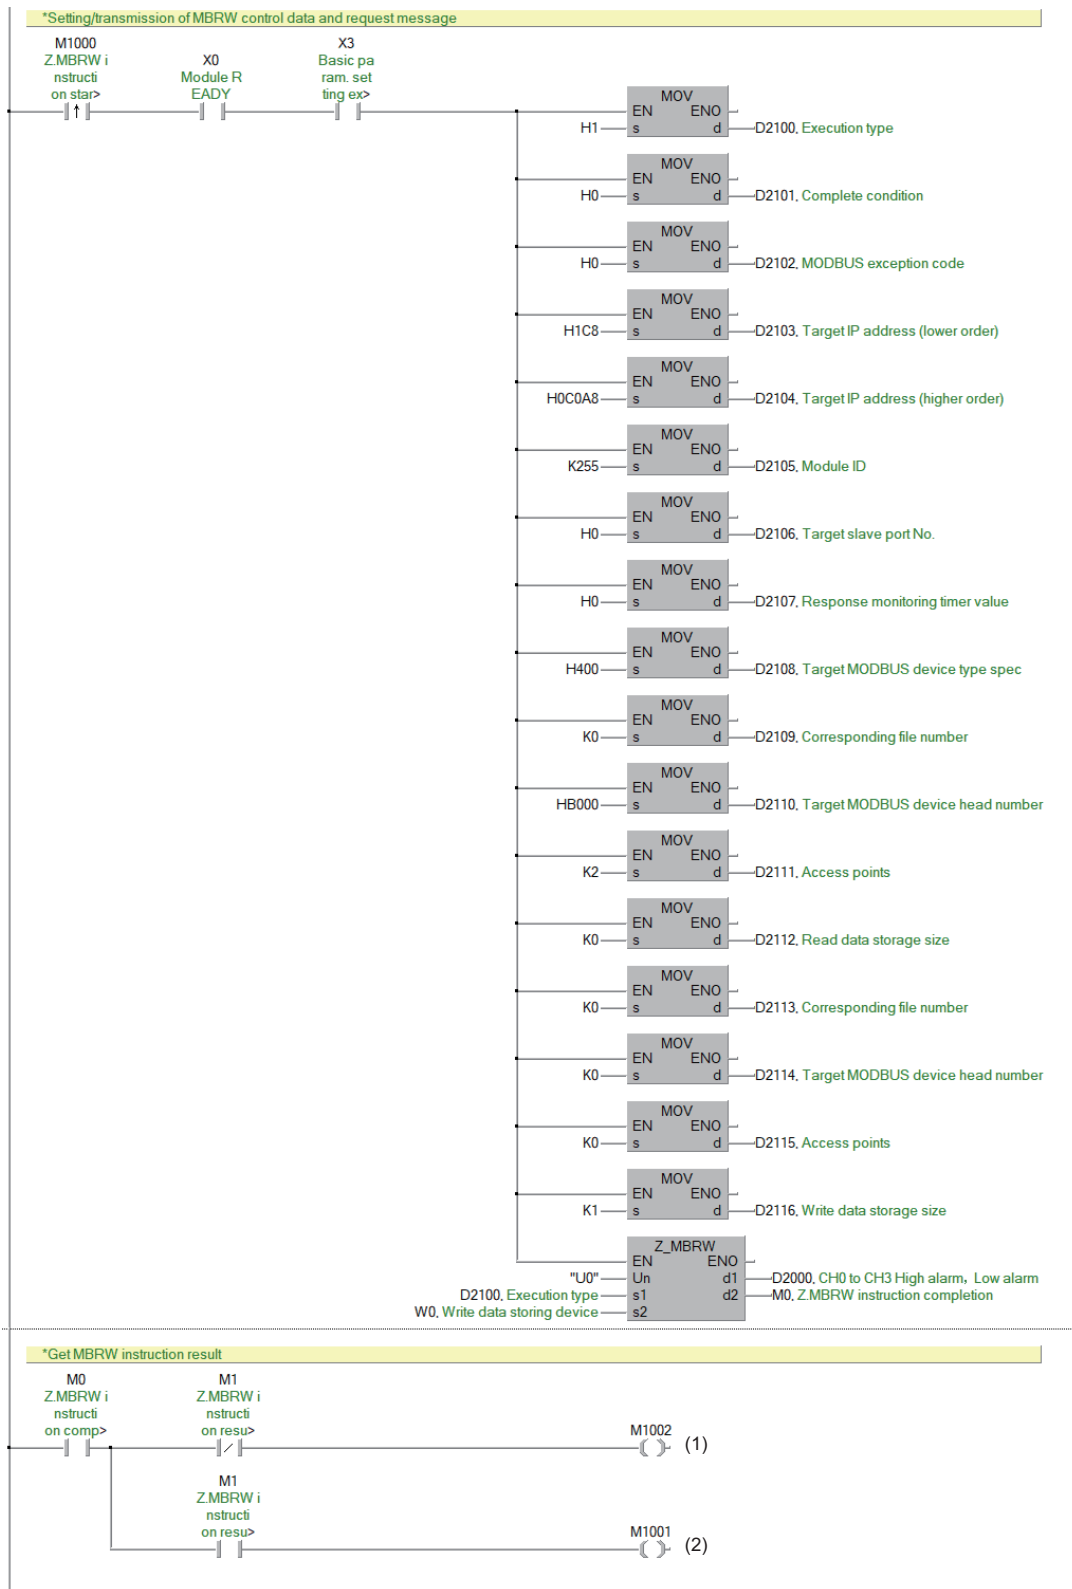 *Setting/transmission of MBRW control data and request message
M1000
Z.MBRW i
nstructi
on star>
X0
Module R
EADY
X3
Basic pa
ram. set
ting ex>
MOV
EN ENO
H1 s d D2100, Execution type
MOV
EN ENO
H0 s d D2101, Complete condition
MOV
EN ENO
H0 s d D2102, MODBUS exception code
MOV
EN ENO
H1C8 s d D2103, Target IP address (lower order)
MOV
EN ENO
H0C0A8 s d D2104, Target IP address (higher order)
MOV
EN ENO
K255 s d D2105, Module ID
MOV
EN ENO
H0 s d D2106, Target slave port No.
MOV
EN ENO
H0 s d D2107, Response monitoring timer value
MOV
EN ENO
H400 s d D2108, Target MODBUS device type spec
MOV
EN ENO
K0 s d D2109, Corresponding file number
MOV
EN ENO
HB000 s d D2110, Target MODBUS device head number
MOV
EN ENO
K2 s d D2111, Access points
MOV
EN ENO
K0 s d D2112, Read data storage size
MOV
EN ENO
K0 s d D2113, Corresponding file number
MOV
EN ENO
K0 s d D2114, Target MODBUS device head number
MOV
EN ENO
K0 s d D2115, Access points
MOV
EN ENO
K1 s d D2116, Write data storage size
Z_MBRW
EN ENO
"U0" Un d1 D2000, CH0 to CH3 High alarm, Low alarm
D2100, Execution type s1 d2 M0, Z.MBRW instruction completion
W0, Write data storing device s2
*Get MBRW instruction result
M0
Z.MBRW i
nstructi
on comp>
M1
Z.MBRW i
nstructi
on resu>
M1002
(1)
M1
Z.MBRW i
nstructi
on resu>
M1001
(2)